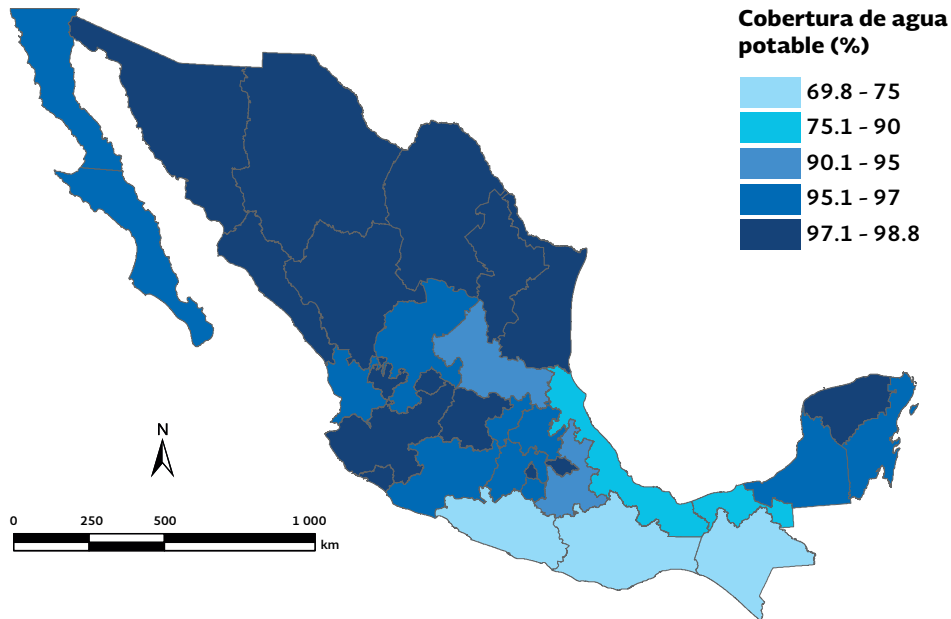 Cobertura de agua
potable (%)
69.8 – 75
75.1 – 90
90.1 – 95
95.1 – 97
97.1 – 98.8
N
0 250 500 1 000
km